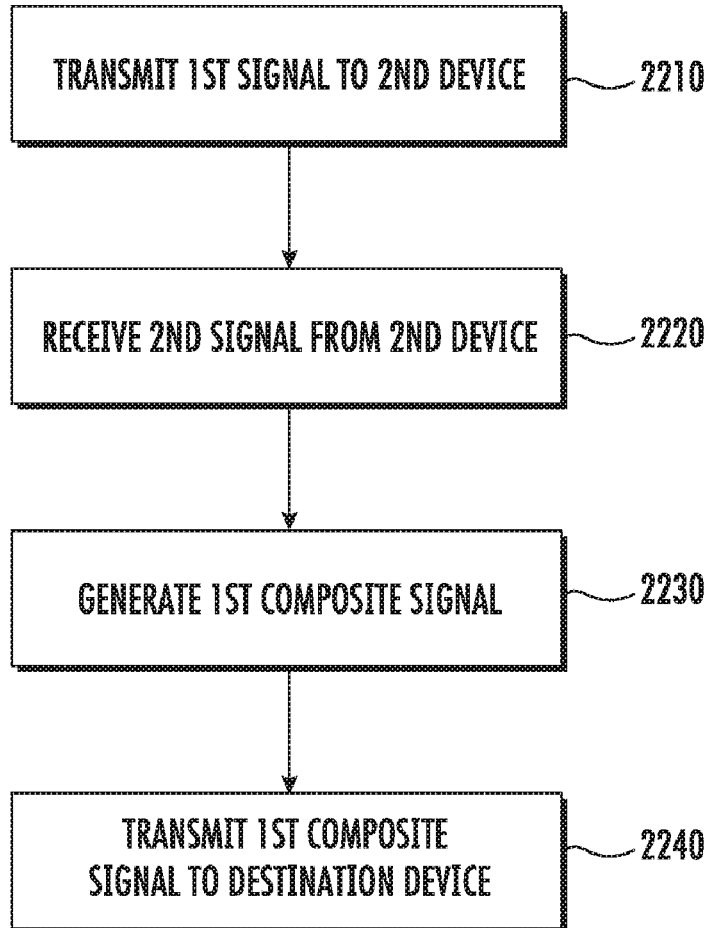 TRANSMIT 1ST SIGNAL TO 2ND DEVICE
2210
RECEIVE 2ND SIGNAL FROM 2ND DEVICE
2220
GENERATE 1ST COMPOSITE SIGNAL
2230
TRANSMIT 1ST COMPOSITE
SIGNAL TO DESTINATION DEVICE
2240